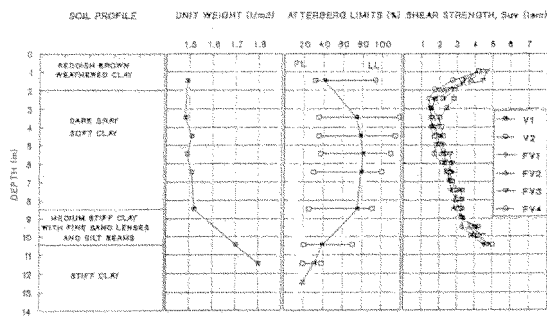 SOIL PROFILE
UNIT WEIGHT (t/m3)
ATTERBERG LIMITS (%)
SHEAR STRENGTH, Suv (t/sm)
1.5 1.6 1.7 1.8
20 40 60 80 100
1 2 3 4 5 6 7
PL
LL
DEPTH (m)
0
1
2
3
4
5
6
7
8
9
10
11
12
13
14
REDDISH BROWN
WEATHERED CLAY
DARK GRAY
SOFT CLAY
MEDIUM STIFF CLAY
WITH FINE SAND LENSES
AND SILT SEAMS
STIFF CLAY
V1
V2
FV1
FV2
FV3
FV4